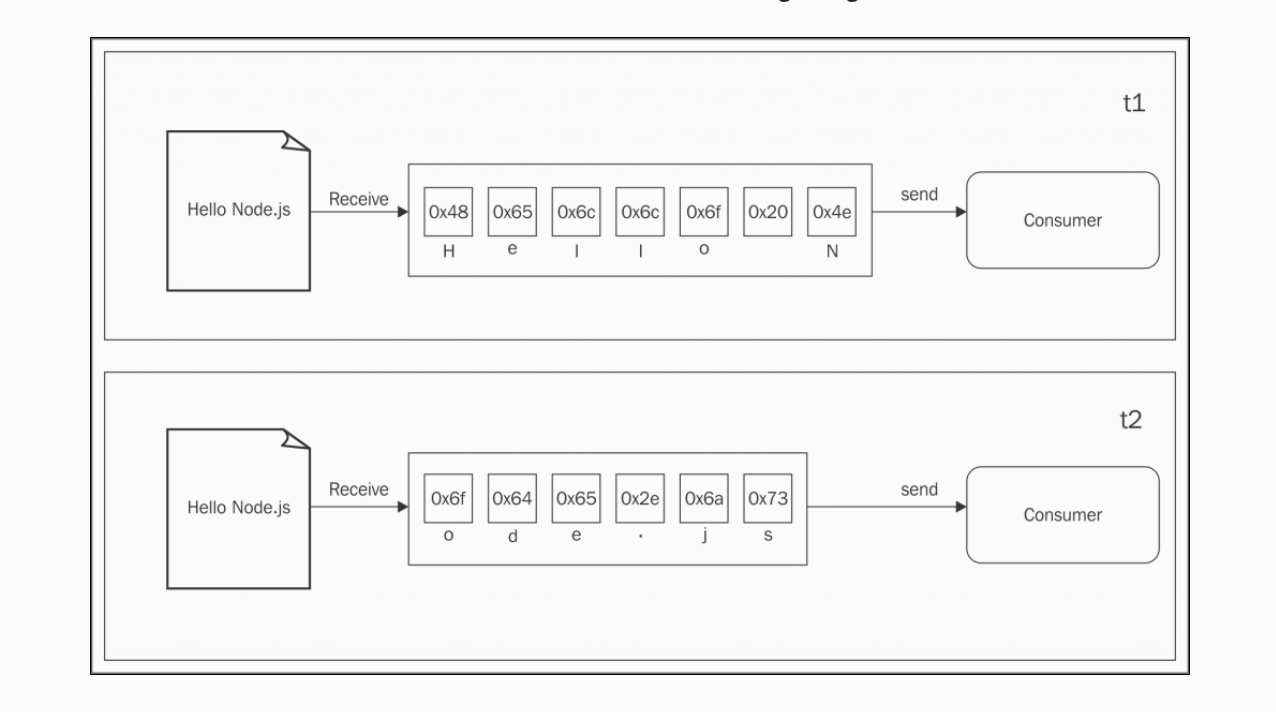 t1
Hello Node.js
Receive
0x48 0x65 0x6c 0x6c 0x6f 0x20 0x4e
H e l l o N
send
Consumer
t2
Hello Node.js
Receive
0x6f 0x64 0x65 0x2e 0x6a 0x73
o d e . j s
send
Consumer